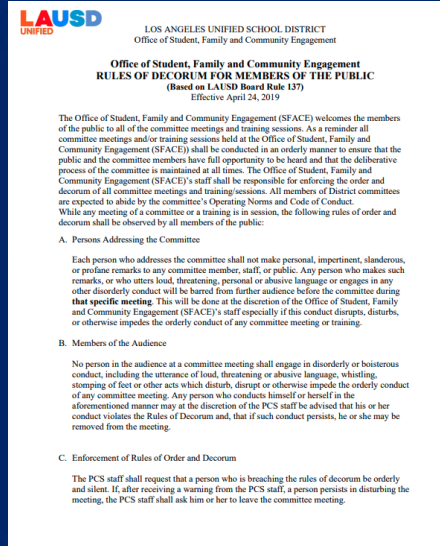 LAUSD
UNIFIED
LOS ANGELES UNIFIED SCHOOL DISTRICT
Office of Student, Family and Community Engagement
Office of Student, Family and Community Engagement
RULES OF DECORUM FOR MEMBERS OF THE PUBLIC
(Based on LAUSD Board Rule 137)
Effective April 24, 2019
The Office of Student, Family and Community Engagement (SFACE) welcomes the members
of the public to all of the committee meetings and training sessions. As a reminder all
committee meetings and/or training sessions held at the Office of Student, Family and
Community Engagement (SFACE)) shall be conducted in an orderly manner to ensure that the
public and the committee members have full opportunity to be heard and that the deliberative
process of the committee is maintained at all times. The Office of Student, Family and
Community Engagement (SFACE)'s staff shall be responsible for enforcing the order and
decorum of all committee meetings and training/sessions. All members of District committees
are expected to abide by the committee's Operating Norms and Code of Conduct.
While any meeting of a committee or a training is in session, the following rules of order and
decorum shall be observed by all members of the public:
A. Persons Addressing the Committee
Each person who addresses the committee shall not make personal, impertinent, slanderous,
or profane remarks to any committee member, staff, or public. Any person who makes such
remarks, or who utters loud, threatening, personal or abusive language or engages in any
other disorderly conduct will be barred from further audience before the committee during
that specific meeting. This will be done at the discretion of the Office of Student, Family
and Community Engagement (SFACE)'s staff especially if this conduct disrupts, disturbs,
or otherwise impedes the orderly conduct of any committee meeting or training.
B. Members of the Audience
No person in the audience at a committee meeting shall engage in disorderly or boisterous
conduct, including the utterance of loud, threatening or abusive language, whistling,
stomping of feet or other acts which disturb, disrupt or otherwise impede the orderly conduct
of any committee meeting. Any person who conducts himself or herself in the
aforementioned manner may at the discretion of the PCS staff be advised that his or her
conduct violates the Rules of Decorum and, that if such conduct persists, he or she may be
removed from the meeting.
C. Enforcement of Rules of Order and Decorum
The PCS staff shall request that a person who is breaching the rules of decorum be orderly
and silent. If, after receiving a warning from the PCS staff, a person persists in disturbing the
meeting, the PCS staff shall ask him or her to leave the committee meeting.